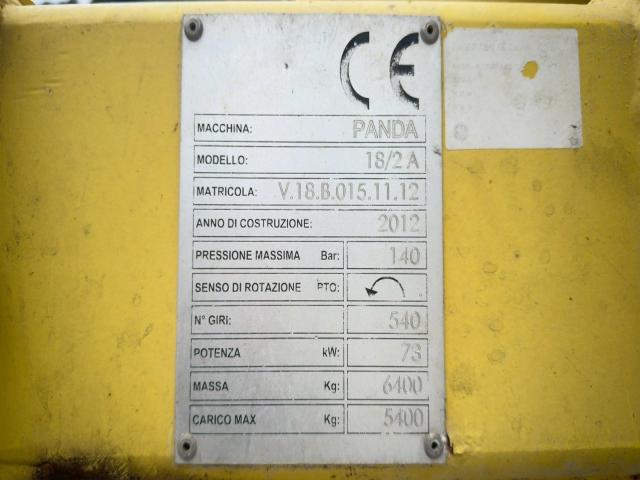 CE
MACCHINA: PANDA
MODELLO: 18/2 A
MATRICOLA: V.18.B.015.11.12
ANNO DI COSTRUZIONE: 2012
PRESSIONE MASSIMA Bar: 140
SENSO DI ROTAZIONE PTO:
N° GIRI: 540
POTENZA kW: 73
MASSA Kg: 6400
CARICO MAX Kg: 5400